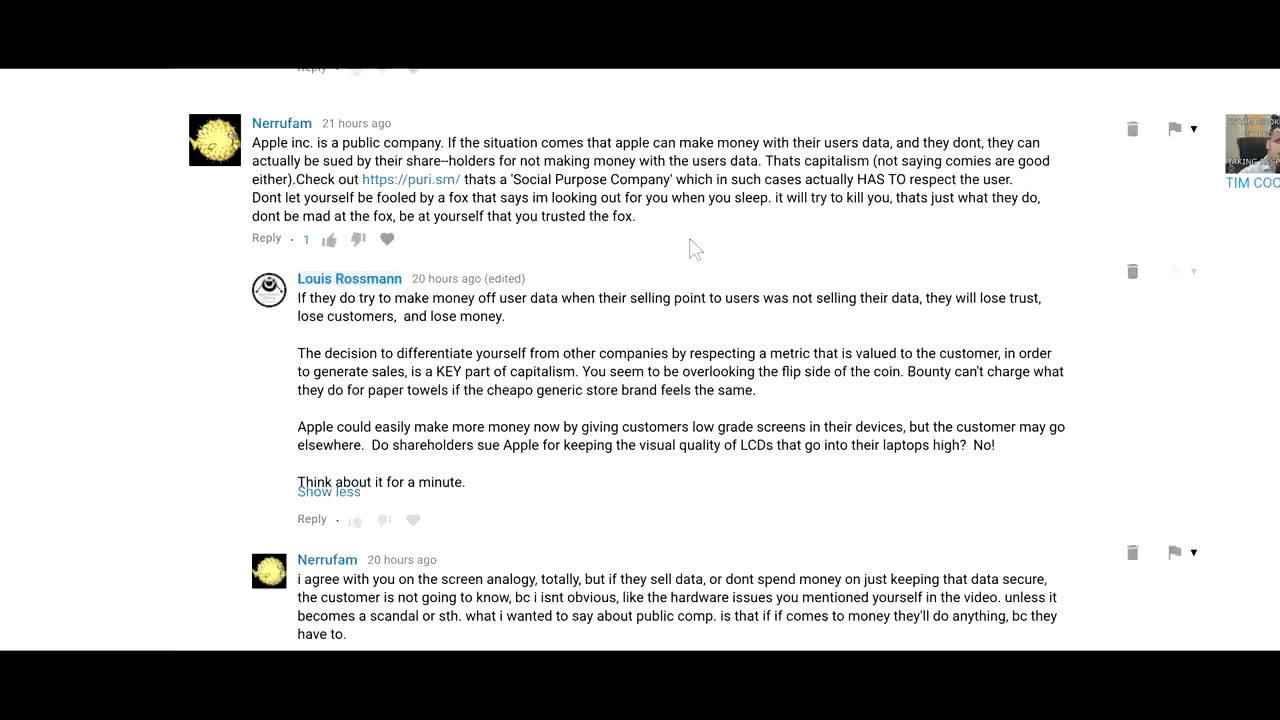 Reply ·
Nerrufam 21 hours ago
Apple inc. is a public company. If the situation comes that apple can make money with their users data, and they dont, they can
actually be sued by their share--holders for not making money with the users data. Thats capitalism (not saying comies are good
either).Check out https://puri.sm/ thats a 'Social Purpose Company' which in such cases actually HAS TO respect the user.
Dont let yourself be fooled by a fox that says im looking out for you when you sleep. it will try to kill you, thats just what they do,
dont be mad at the fox, be at yourself that you trusted the fox.
Reply · 1
TIM COO
Louis Rossmann 20 hours ago (edited)
If they do try to make money off user data when their selling point to users was not selling their data, they will lose trust,
lose customers,  and lose money.
The decision to differentiate yourself from other companies by respecting a metric that is valued to the customer, in order
to generate sales, is a KEY part of capitalism. You seem to be overlooking the flip side of the coin. Bounty can't charge what
they do for paper towels if the cheapo generic store brand feels the same.
Apple could easily make more money now by giving customers low grade screens in their devices, but the customer may go
elsewhere.  Do shareholders sue Apple for keeping the visual quality of LCDs that go into their laptops high?  No!
Think about it for a minute.
Show less
Reply ·
Nerrufam 20 hours ago
i agree with you on the screen analogy, totally, but if they sell data, or dont spend money on just keeping that data secure,
the customer is not going to know, bc i isnt obvious, like the hardware issues you mentioned yourself in the video. unless it
becomes a scandal or sth. what i wanted to say about public comp. is that if if comes to money they'll do anything, bc they
have to.